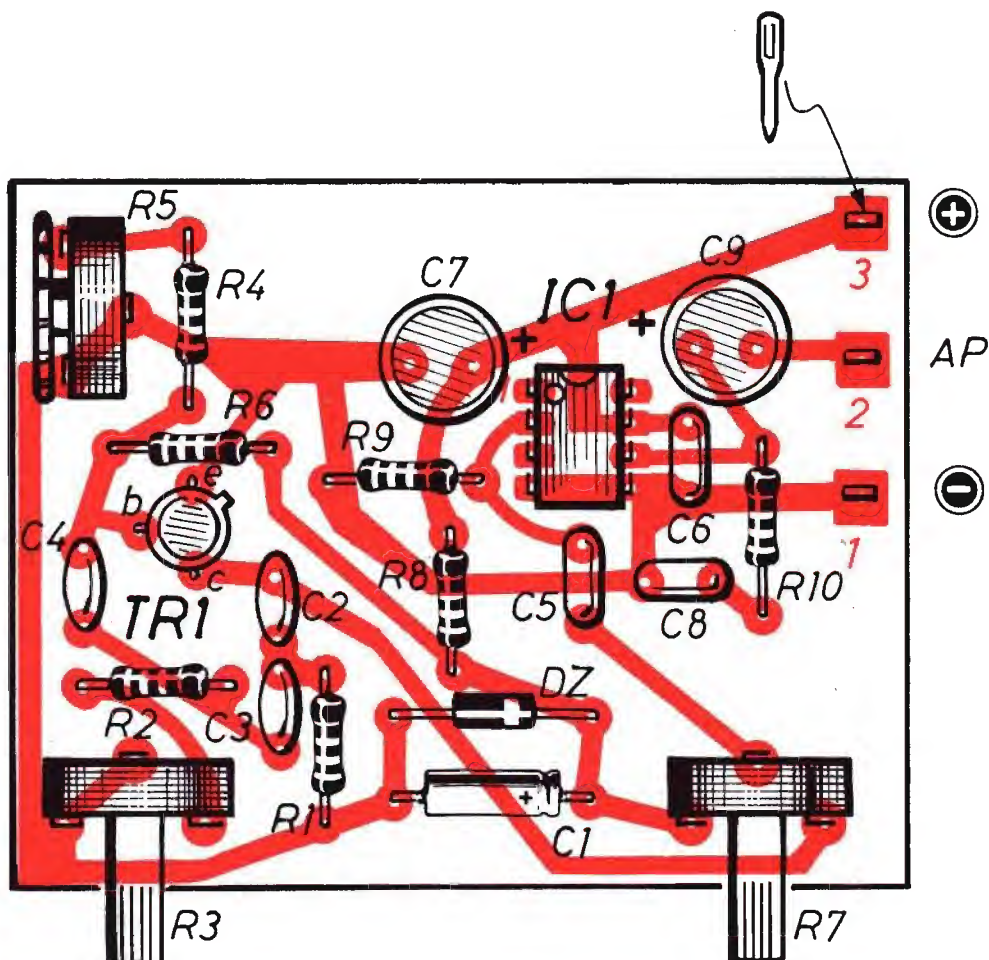 R5
+
C9
C7
R4
IC1
+
+
3
AP
R6
2
R9
e
b
−
C6
C4
1
c
R8
C2
C5
R10
C8
TR1
DZ
R2
C3
R1
+
C1
R3
R7